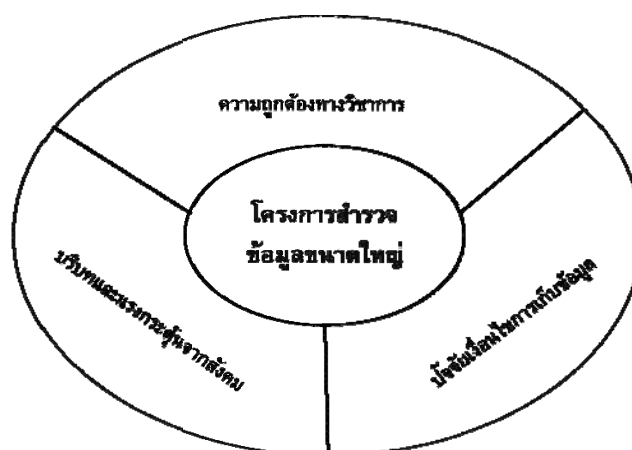 ความถูกต้องทางวิชาการ
โครงการสำรวจ
ข้อมูลขนาดใหญ่
บริบทและแรงกระตุ้นจากสังคม
ปัจจัยเงื่อนไขการเก็บข้อมูล